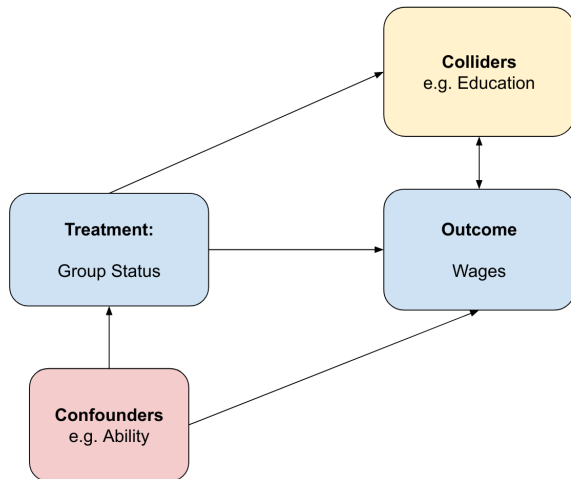 Colliders
e.g. Education
Treatment:
Group Status
Outcome
Wages
Confounders
e.g. Ability